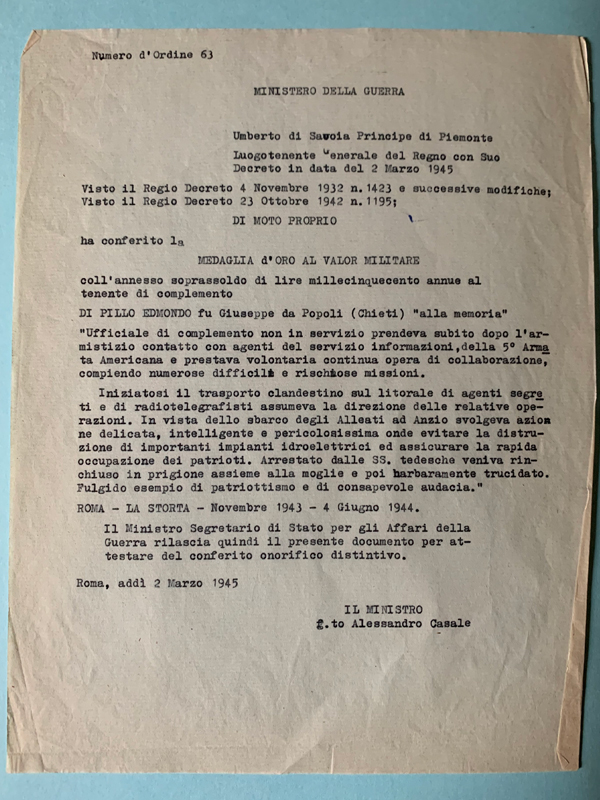 Numero d'Ordine 63
MINISTERO DELLA GUERRA
Umberto di Savoia Principe di Piemonte
Luogotenente Generale del Regno con Suo
Decreto in data del 2 Marzo 1945
Visto il Regio Decreto 4 Novembre 1932 n.1423 e successive modifiche;
Visto il Regio Decreto 23 Ottobre 1942 n.1195;
DI MOTO PROPRIO
ha conferito la
MEDAGLIA d'ORO AL VALOR MILITARE
coll'annesso soprassoldo di lire millecinquecento annue al
tenente di complemento
DI PILLO EDMONDO fu Giuseppe da Popoli (Chieti) "alla memoria"
"Ufficiale di complemento non in servizio prendeva subito dopo l'ar-
mistizio contatto con agenti del servizio informazioni,della 5° Arma
ta Americana e prestava volontaria continua opera di collaborazione,
compiendo numerose difficili e rischiose missioni.
Iniziatosi il trasporto clandestino sul litorale di agenti segre
ti e di radiotelegrafisti assumeva la direzione delle relative ope-
razioni. In vista dello sbarco degli Alleati ad Anzio svolgeva azion
ne delicata, intelligente e pericolosissima onde evitare la distru-
zione di importanti impianti idroelettrici ed assicurare la rapida
occupazione dei patrioti. Arrestato dalle SS. tedesche veniva rin-
chiuso in prigione assieme alla moglie e poi barbaramente trucidato.
Fulgido esempio di patriottismo e di consapevole audacia."
ROMA - LA STORTA - Novembre 1943 - 4 Giugno 1944.
Il Ministro Segretario di Stato per gli Affari della
Guerra rilascia quindi il presente documento per at-
testare del conferito onorifico distintivo.
Roma, addì 2 Marzo 1945
IL MINISTRO
f.to Alessandro Casale